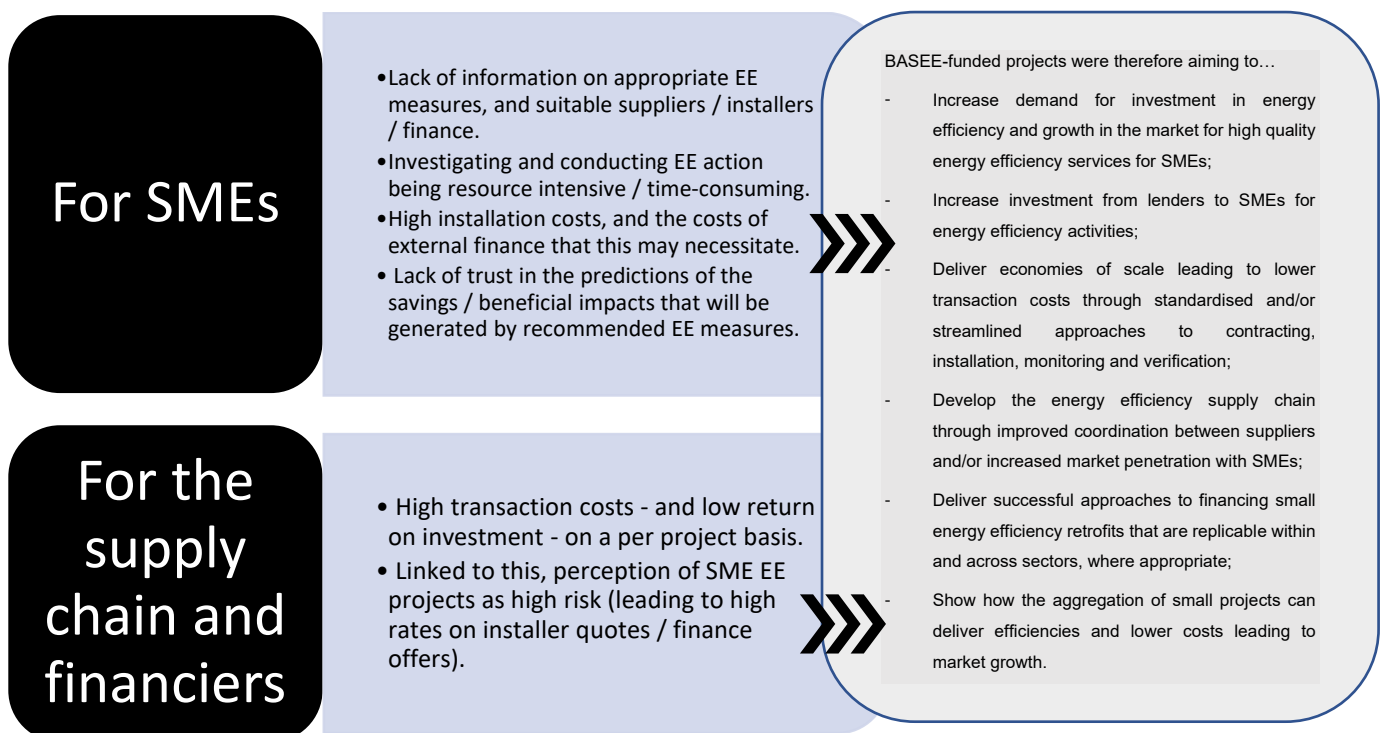 For SMEs
•Lack of information on appropriate EE
measures, and suitable suppliers / installers
/ finance.
•Investigating and conducting EE action
being resource intensive / time-consuming.
•High installation costs, and the costs of
external finance that this may necessitate.
• Lack of trust in the predictions of the
savings / beneficial impacts that will be
generated by recommended EE measures.
For the
supply
chain and
financiers
• High transaction costs - and low return
on investment - on a per project basis.
• Linked to this, perception of SME EE
projects as high risk (leading to high
rates on installer quotes / finance
offers).
BASEE-funded projects were therefore aiming to…
- Increase demand for investment in energy
efficiency and growth in the market for high quality
energy efficiency services for SMEs;
- Increase investment from lenders to SMEs for
energy efficiency activities;
- Deliver economies of scale leading to lower
transaction costs through standardised and/or
streamlined approaches to contracting,
installation, monitoring and verification;
- Develop the energy efficiency supply chain
through improved coordination between suppliers
and/or increased market penetration with SMEs;
- Deliver successful approaches to financing small
energy efficiency retrofits that are replicable within
and across sectors, where appropriate;
- Show how the aggregation of small projects can
deliver efficiencies and lower costs leading to
market growth.